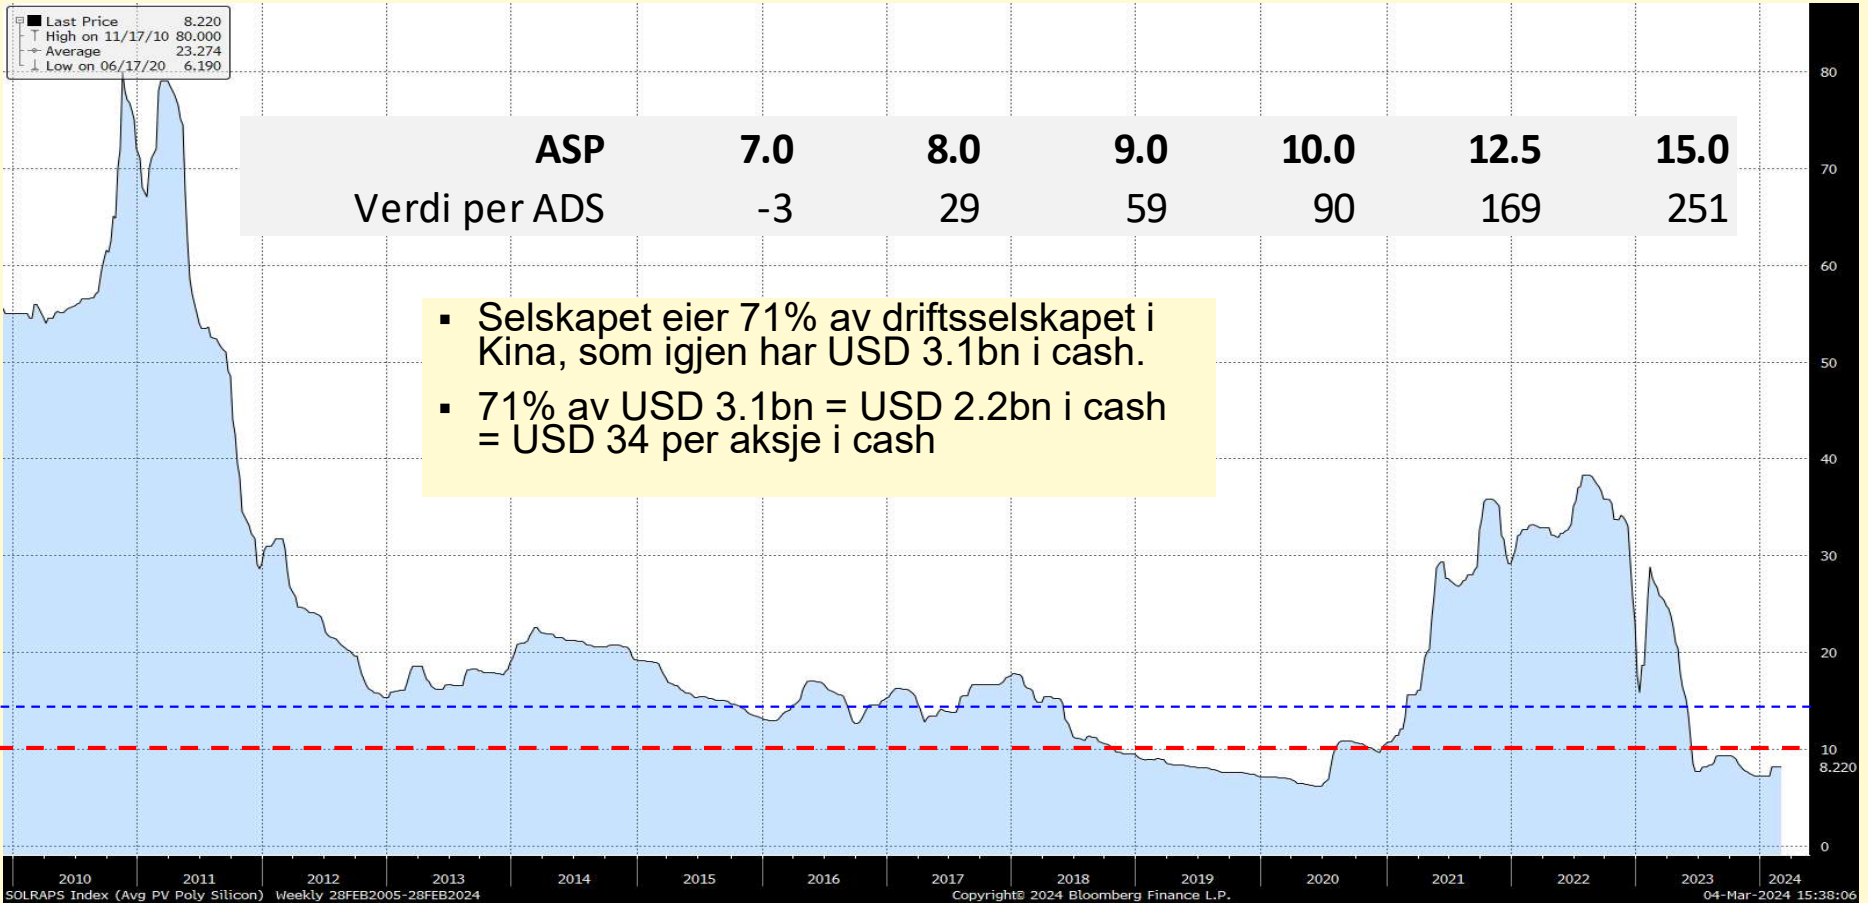 Last Price 8.220
High on 11/17/10 80.000
Average 23.274
Low on 06/17/20 6.190
ASP 7.0 8.0 9.0 10.0 12.5 15.0
Verdi per ADS -3 29 59 90 169 251
▪ Selskapet eier 71% av driftsselskapet i
Kina, som igjen har USD 3.1bn i cash.
▪ 71% av USD 3.1bn = USD 2.2bn i cash
= USD 34 per aksje i cash
80
70
60
50
40
30
20
10
8.220
0
2010 2011 2012 2013 2014 2015 2016 2017 2018 2019 2020 2021 2022 2023 2024
SOLRAPS Index (Avg PV Poly Silicon) Weekly 28FEB2005-28FEB2024 Copyright© 2024 Bloomberg Finance L.P. 04-Mar-2024 15:38:06